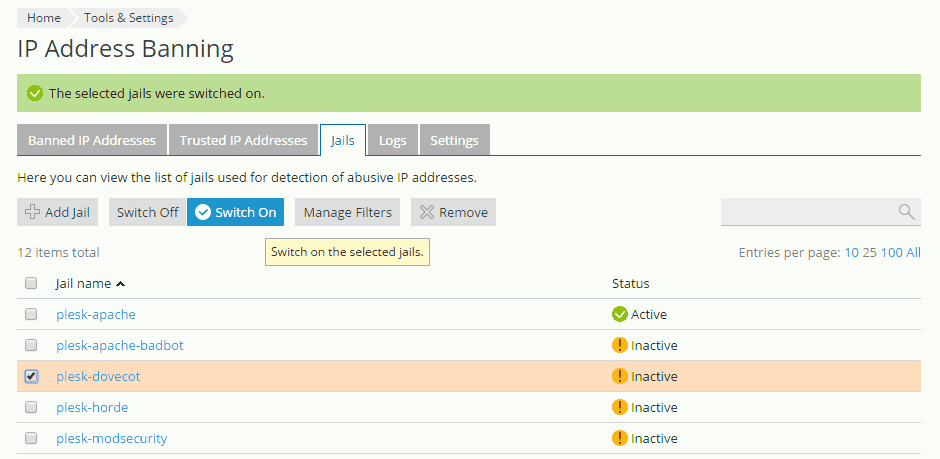 Home Tools & Settings
IP Address Banning
The selected jails were switched on.
Banned IP Addresses Trusted IP Addresses Jails Logs Settings
Here you can view the list of jails used for detection of abusive IP addresses.
Add Jail Switch Off Switch On Manage Filters Remove
Switch on the selected jails.
12 items total Entries per page: 10 25 100 All
Jail name Status
plesk-apache Active
plesk-apache-badbot Inactive
plesk-dovecot Inactive
plesk-horde Inactive
plesk-modsecurity Inactive